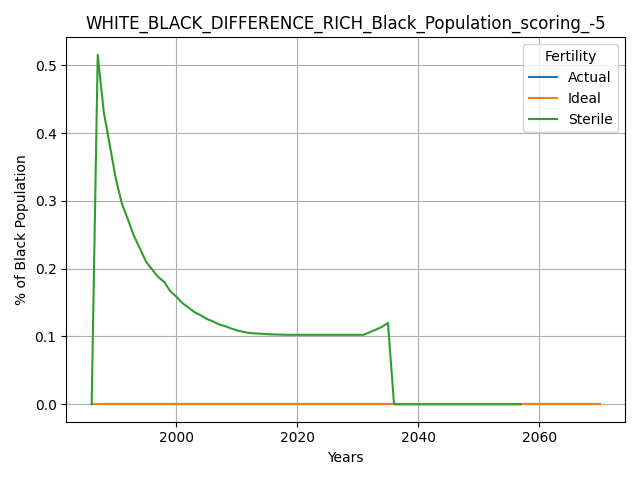 WHITE_BLACK_DIFFERENCE_RICH_Black_Population_scoring_-5
Fertility
Actual
Ideal
Sterile
% of Black Population
0.5
0.4
0.3
0.2
0.1
0.0
2000 2020 2040 2060
Years